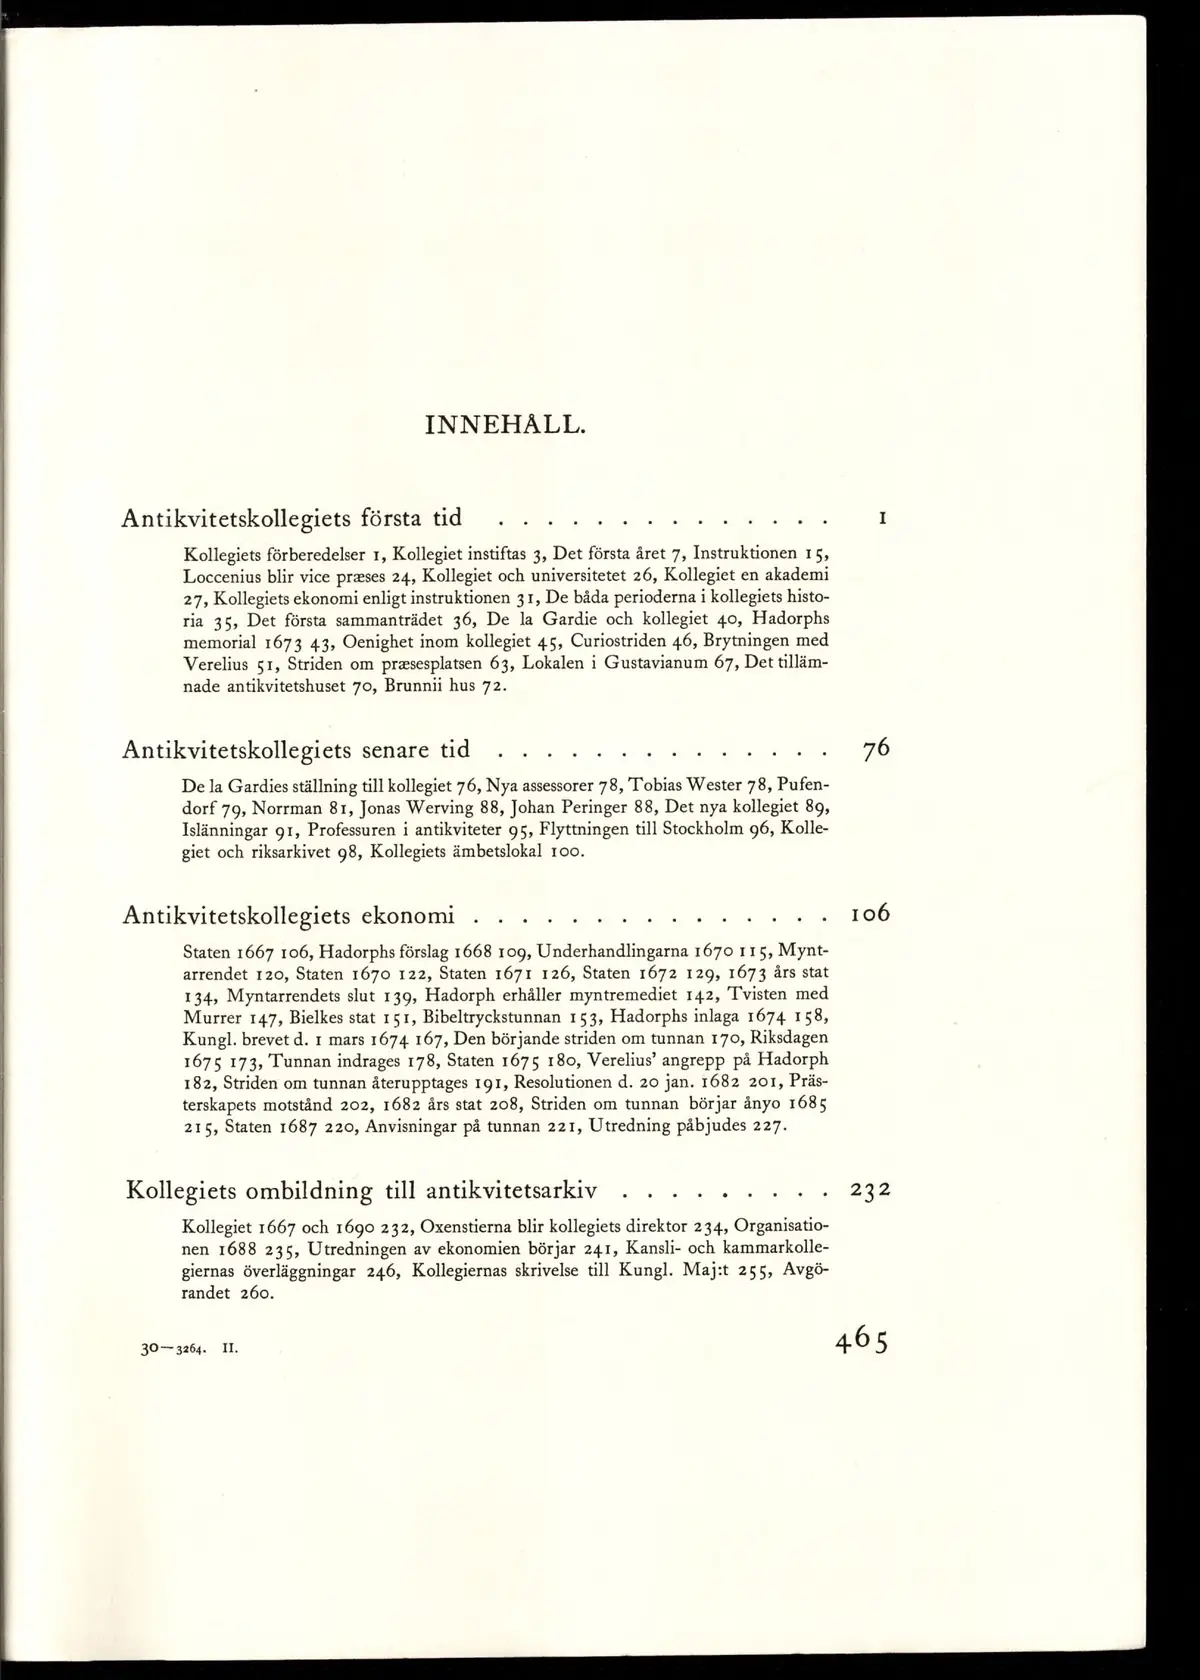 INNEHÅLL.
Antikvitetskollegiets första tid . . . . . . . . . . . . . . 1
Kollegiets förberedelser 1, Kollegiet instiftas 3, Det första året 7, Instruktionen 15,
Loccenius blir vice præses 24, Kollegiet och universitetet 26, Kollegiet en akademi
27, Kollegiets ekonomi enligt instruktionen 31, De båda perioderna i kollegiets histo-
ria 35, Det första sammanträdet 36, De la Gardie och kollegiet 40, Hadorphs
memorial 1673 43, Oenighet inom kollegiet 45, Curiostriden 46, Brytningen med
Verelius 51, Striden om præsesplatsen 63, Lokalen i Gustavianum 67, Det tilläm-
nade antikvitetshuset 70, Brunnii hus 72.
Antikvitetskollegiets senare tid . . . . . . . . . . . . . . 76
De la Gardies ställning till kollegiet 76, Nya assessorer 78, Tobias Wester 78, Pufen-
dorf 79, Norrman 81, Jonas Werving 88, Johan Peringer 88, Det nya kollegiet 89,
Islänningar 91, Professuren i antikviteter 95, Flyttningen till Stockholm 96, Kolle-
giet och riksarkivet 98, Kollegiets ämbetslokal 100.
Antikvitetskollegiets ekonomi . . . . . . . . . . . . . . . 106
Staten 1667 106, Hadorphs förslag 1668 109, Underhandlingarna 1670 115, Mynt-
arrendet 120, Staten 1670 122, Staten 1671 126, Staten 1672 129, 1673 års stat
134, Myntarrendets slut 139, Hadorph erhåller myntremediet 142, Tvisten med
Murrer 147, Bielkes stat 151, Bibeltryckstunnan 153, Hadorphs inlaga 1674 158,
Kungl. brevet d. 1 mars 1674 167, Den börjande striden om tunnan 170, Riksdagen
1675 173, Tunnan indrages 178, Staten 1675 180, Verelius’ angrepp på Hadorph
182, Striden om tunnan återupptages 191, Resolutionen d. 20 jan. 1682 201, Präs-
terskapets motstånd 202, 1682 års stat 208, Striden om tunnan börjar ånyo 1685
215, Staten 1687 220, Anvisningar på tunnan 221, Utredning påbjudes 227.
Kollegiets ombildning till antikvitetsarkiv . . . . . . . . . 232
Kollegiet 1667 och 1690 232, Oxenstierna blir kollegiets direktor 234, Organisatio-
nen 1688 235, Utredningen av ekonomien börjar 241, Kansli- och kammarkolle-
giernas överläggningar 246, Kollegiernas skrivelse till Kungl. Maj:t 255, Avgö-
randet 260.
30—3264. II. 465